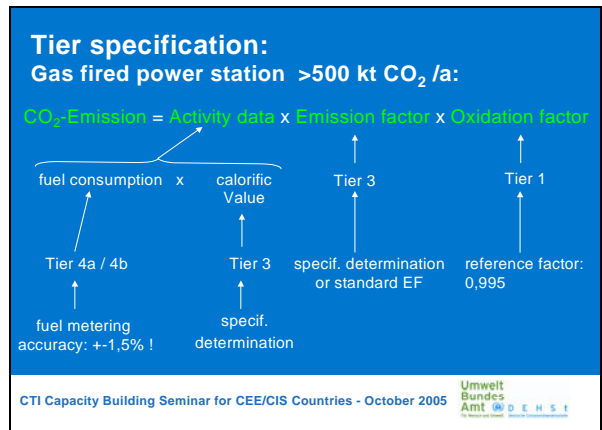 Tier specification:
Gas fired power station >500 kt CO₂ /a:
CO₂-Emission = Activity data x Emission factor x Oxidation factor
fuel consumption x calorific Value
Tier 3
Tier 1
Tier 4a / 4b
Tier 3
specif. determination or standard EF
reference factor: 0,995
fuel metering accuracy: +-1,5% !
specif. determination
CTI Capacity Building Seminar for CEE/CIS Countries - October 2005
Umwelt
Bundes
Amt
D E H S t